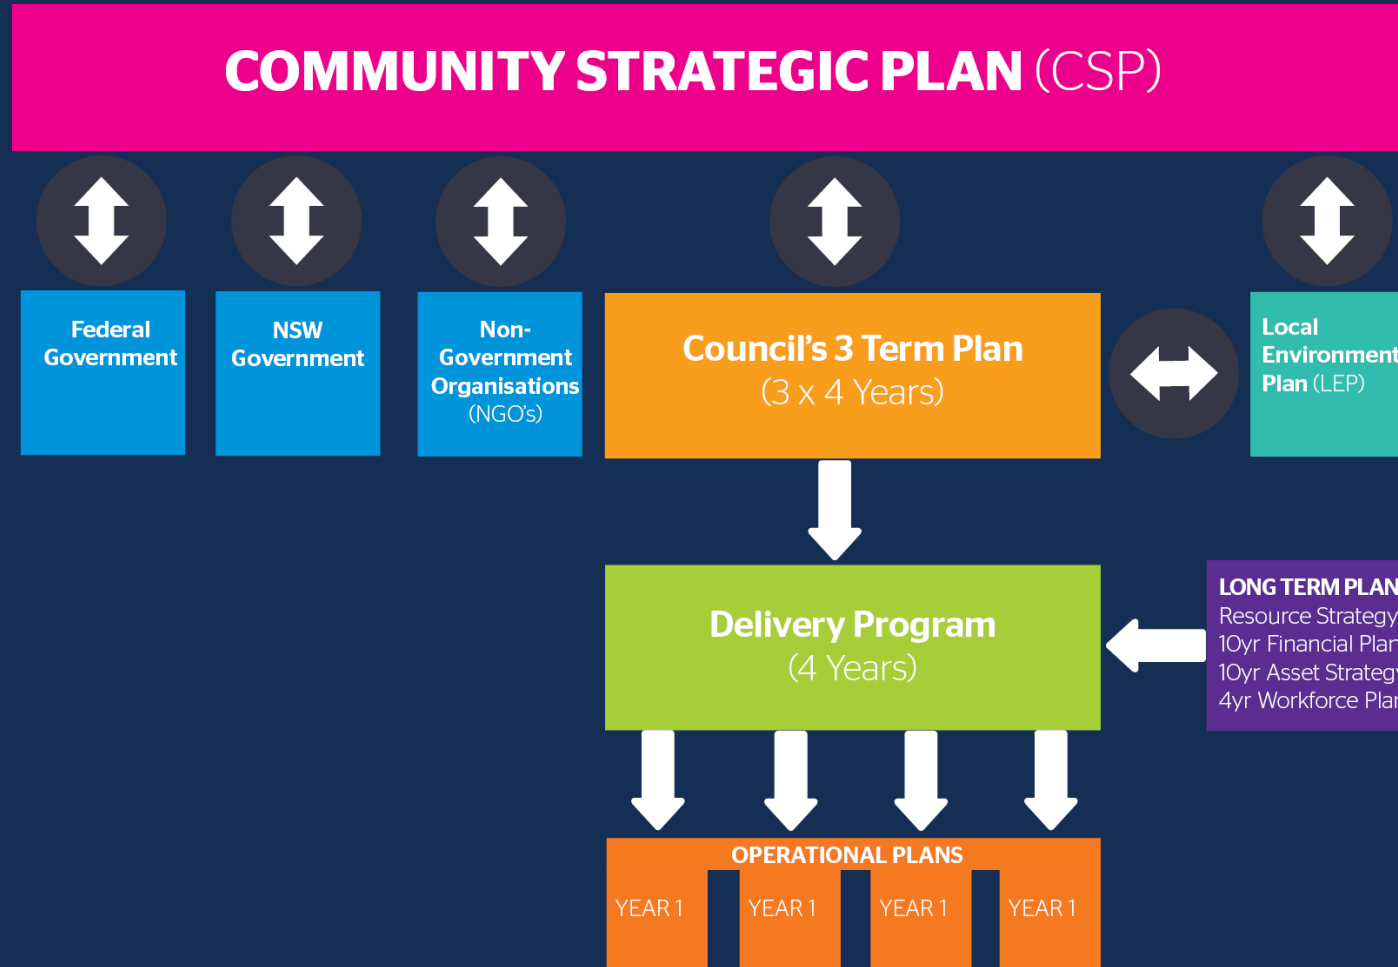 COMMUNITY STRATEGIC PLAN (CSP)
Federal
Government
NSW
Government
Non-
Government
Organisations
(NGO's)
Council's 3 Term Plan
(3 x 4 Years)
Local
Environment
Plan (LEP)
Delivery Program
(4 Years)
LONG TERM PLAN
Resource Strategy
10yr Financial Plan
10yr Asset Strategy
4yr Workforce Plan
OPERATIONAL PLANS
YEAR 1
YEAR 1
YEAR 1
YEAR 1